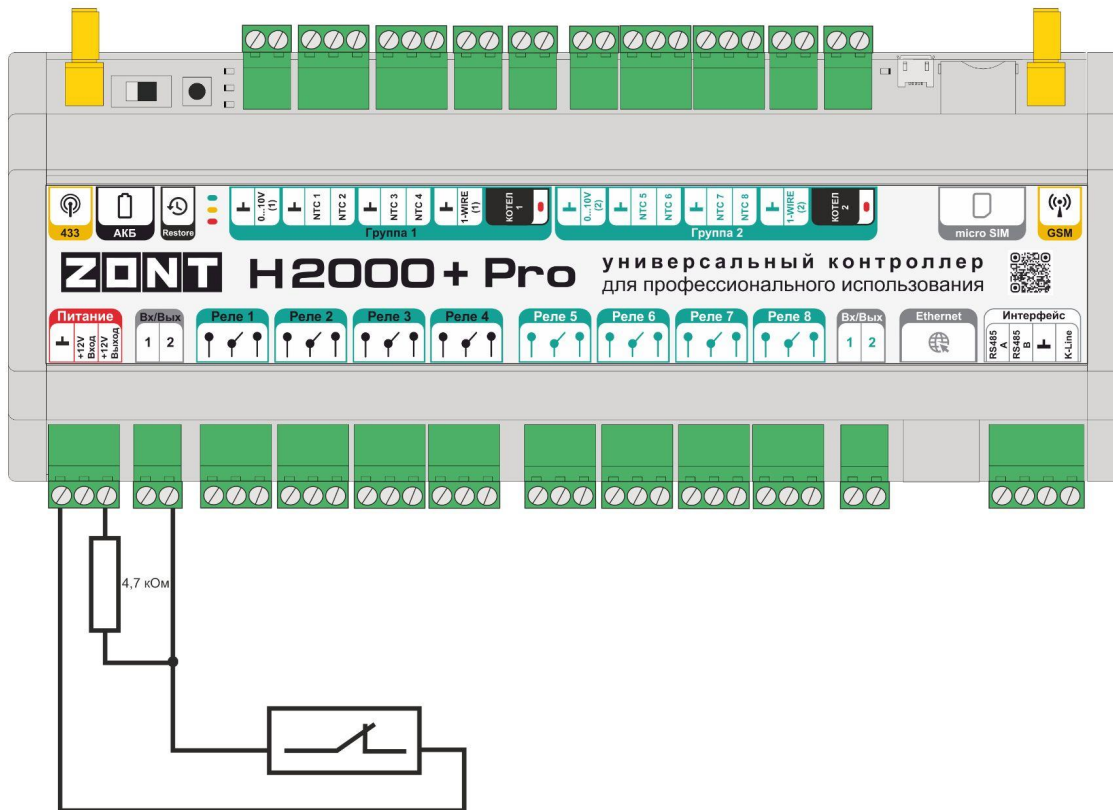 433
АКБ
Restore
0...10V (1)
NTC 1
NTC 2
NTC 3
NTC 4
1-WIRE (1)
КОТЕЛ 1
Группа 1
0...10V (2)
NTC 5
NTC 6
NTC 7
NTC 8
1-WIRE (2)
КОТЕЛ 2
Группа 2
micro SIM
GSM
ZONT H2000+ Pro
универсальный контроллер
для профессионального использования
Питание
+12V Вход
+12V Выход
Вх/Вых
1 2
Реле 1
Реле 2
Реле 3
Реле 4
Реле 5
Реле 6
Реле 7
Реле 8
Вх/Вых
1 2
Ethernet
Интерфейс
RS485 A
RS485 B
K-Line
4,7 кОм